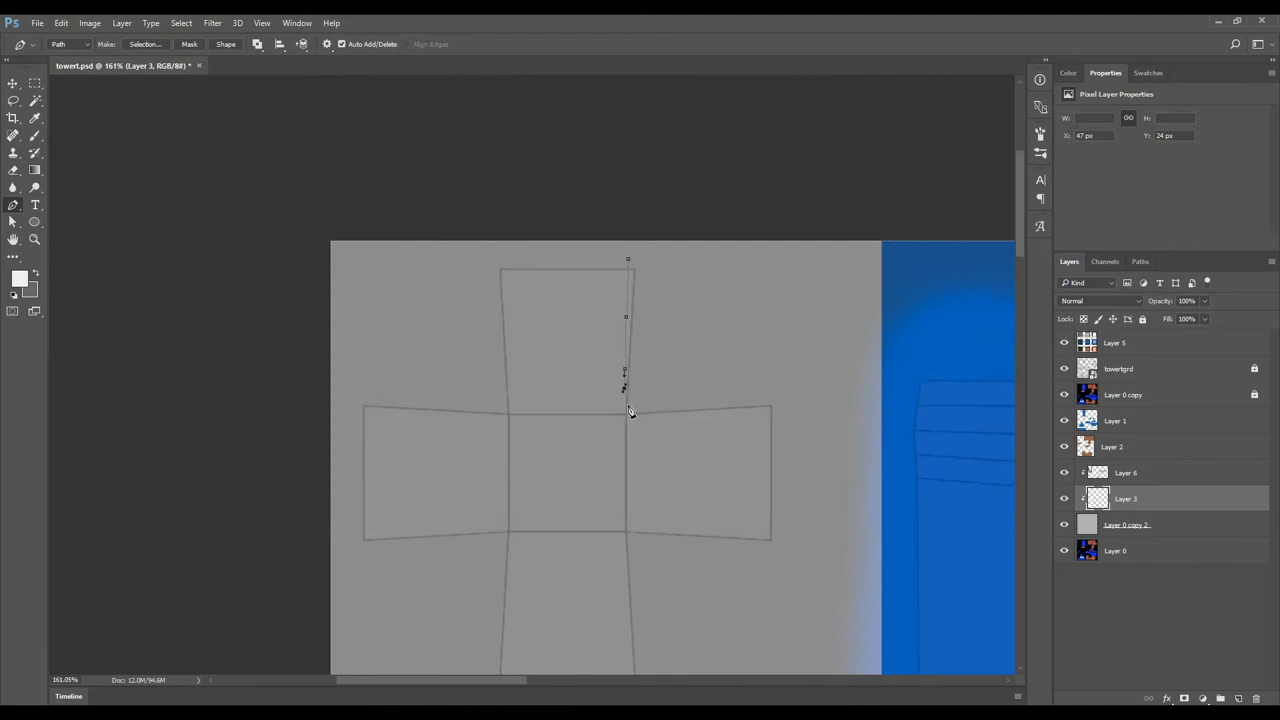 Ps File Edit Image Layer Type Select Filter 3D View Window Help
Path Make: Selection... Mask Shape Auto Add/Delete Align Edges
towert.psd @ 161% (Layer 3, RGB/8#) * ×
Color Properties Swatches
Pixel Layer Properties
W: H:
X: 47 px Y: 24 px
Layers Channels Paths
Kind
Normal Opacity: 100%
Lock: Fill: 100%
Layer 5
towertgrd
Layer 0 copy
Layer 1
Layer 2
Layer 6
Layer 3
Layer 0 copy 2
Layer 0
161.05% Doc: 12.0M/94.6M
Timeline